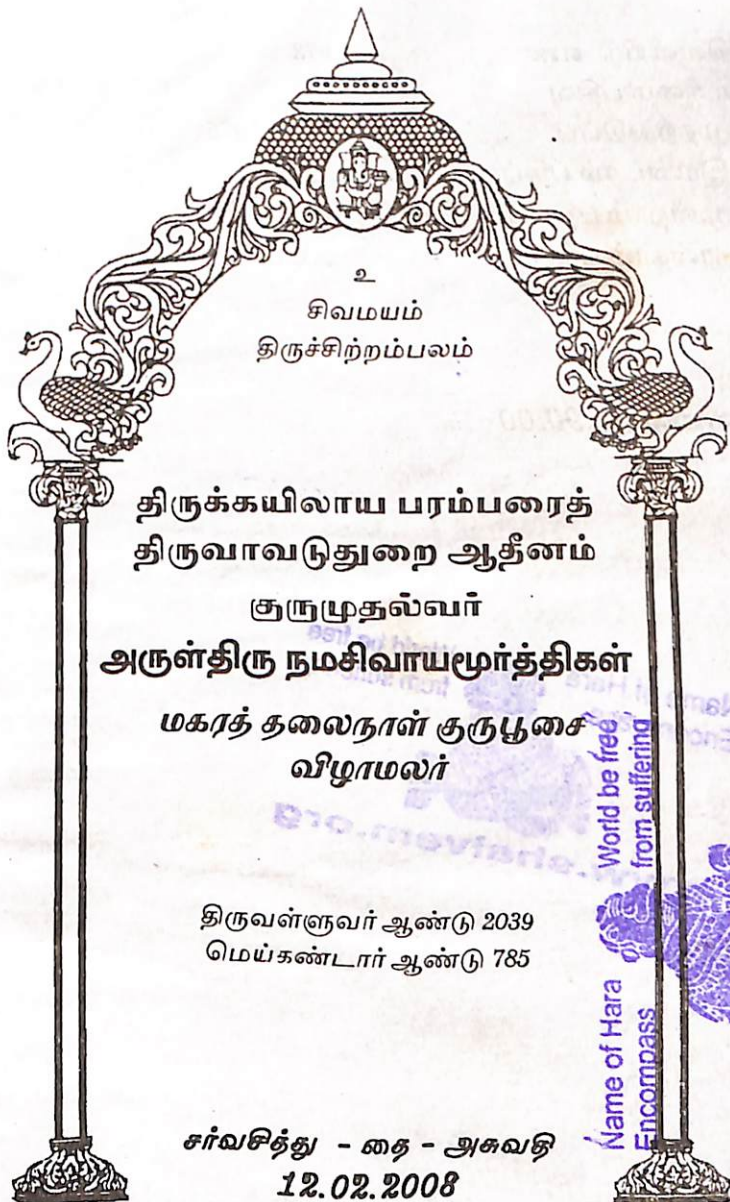 உ
சிவமயம்
திருச்சிற்றம்பலம்
திருக்கயிலாய பரம்பரைத்
திருவாவடுதுறை ஆதீனம்
குருமுதல்வர்
அருள்திரு நமசிவாயமூர்த்திகள்
மகரத் தலைநாள் குருபூசை
விழாமலர்
திருவள்ளுவர் ஆண்டு 2039
மெய்கண்டார் ஆண்டு 785
சர்வசித்து - தை - அசுவதி
12.02.2008
Name of Hara
Encompass
World be free,
from suffering